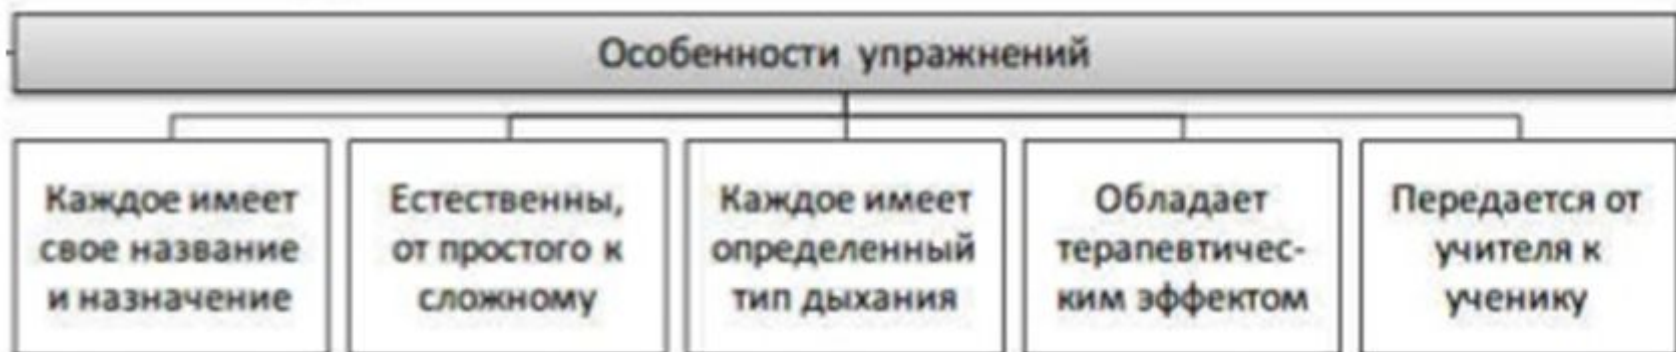 Особенности упражнений
Каждое имеет
свое название
и назначение
Естественны,
от простого к
сложному
Каждое имеет
определенный
тип дыхания
Обладает
терапевтичес-
ким эффектом
Передается от
учителя к
ученику